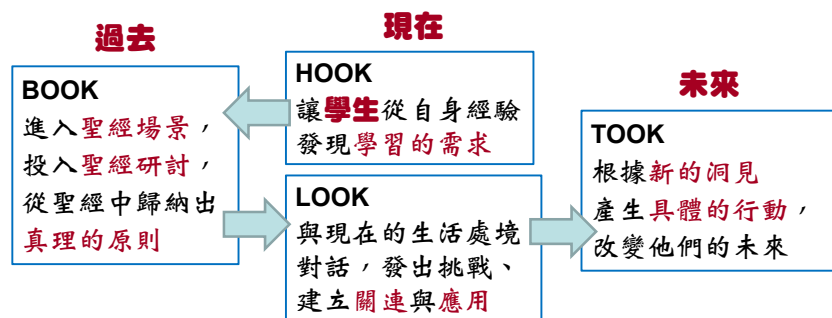 過去
BOOK
進入聖經場景，
投入聖經研討，
從聖經中歸納出
真理的原則
現在
HOOK
讓學生從自身經驗
發現學習的需求
LOOK
與現在的生活處境
對話，發出挑戰、
建立關連與應用
未來
TOOK
根據新的洞見
產生具體的行動，
改變他們的未來